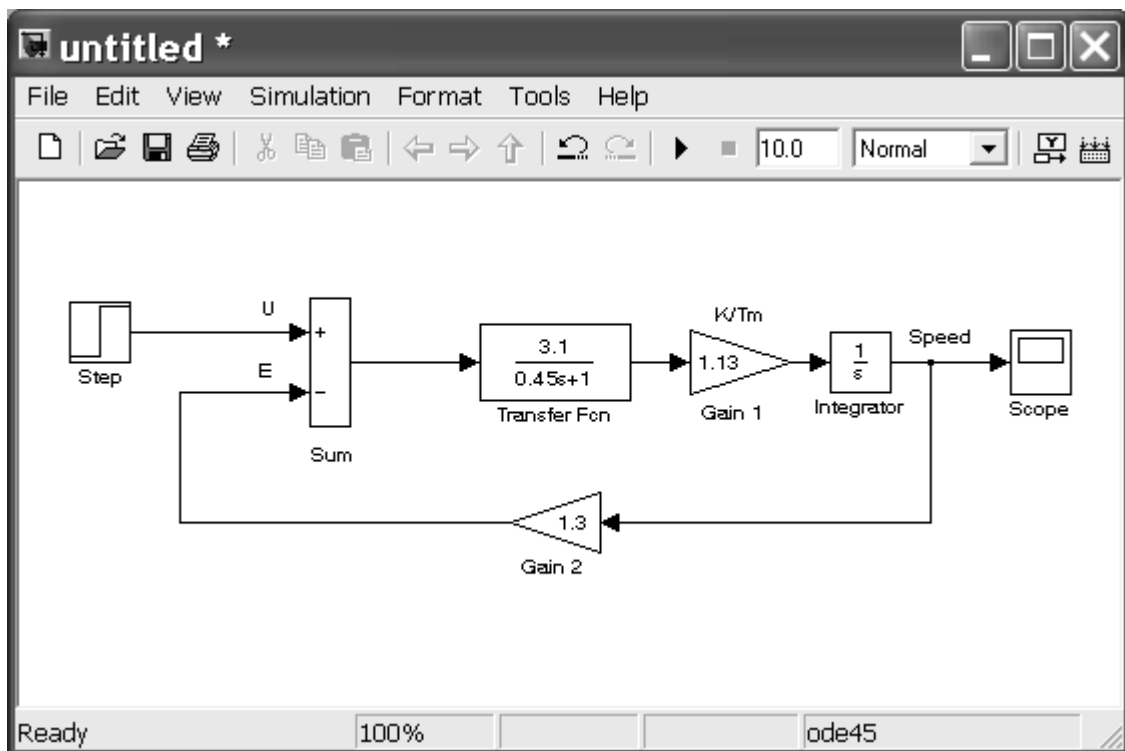 untitled *
File Edit View Simulation Format Tools Help
10.0 Normal
U
+
Step
E
−
Sum
3.1
0.45s+1
Transfer Fcn
K/Tm
1.13
Gain 1
1
s
Integrator
Speed
Scope
1.3
Gain 2
Ready 100% ode45